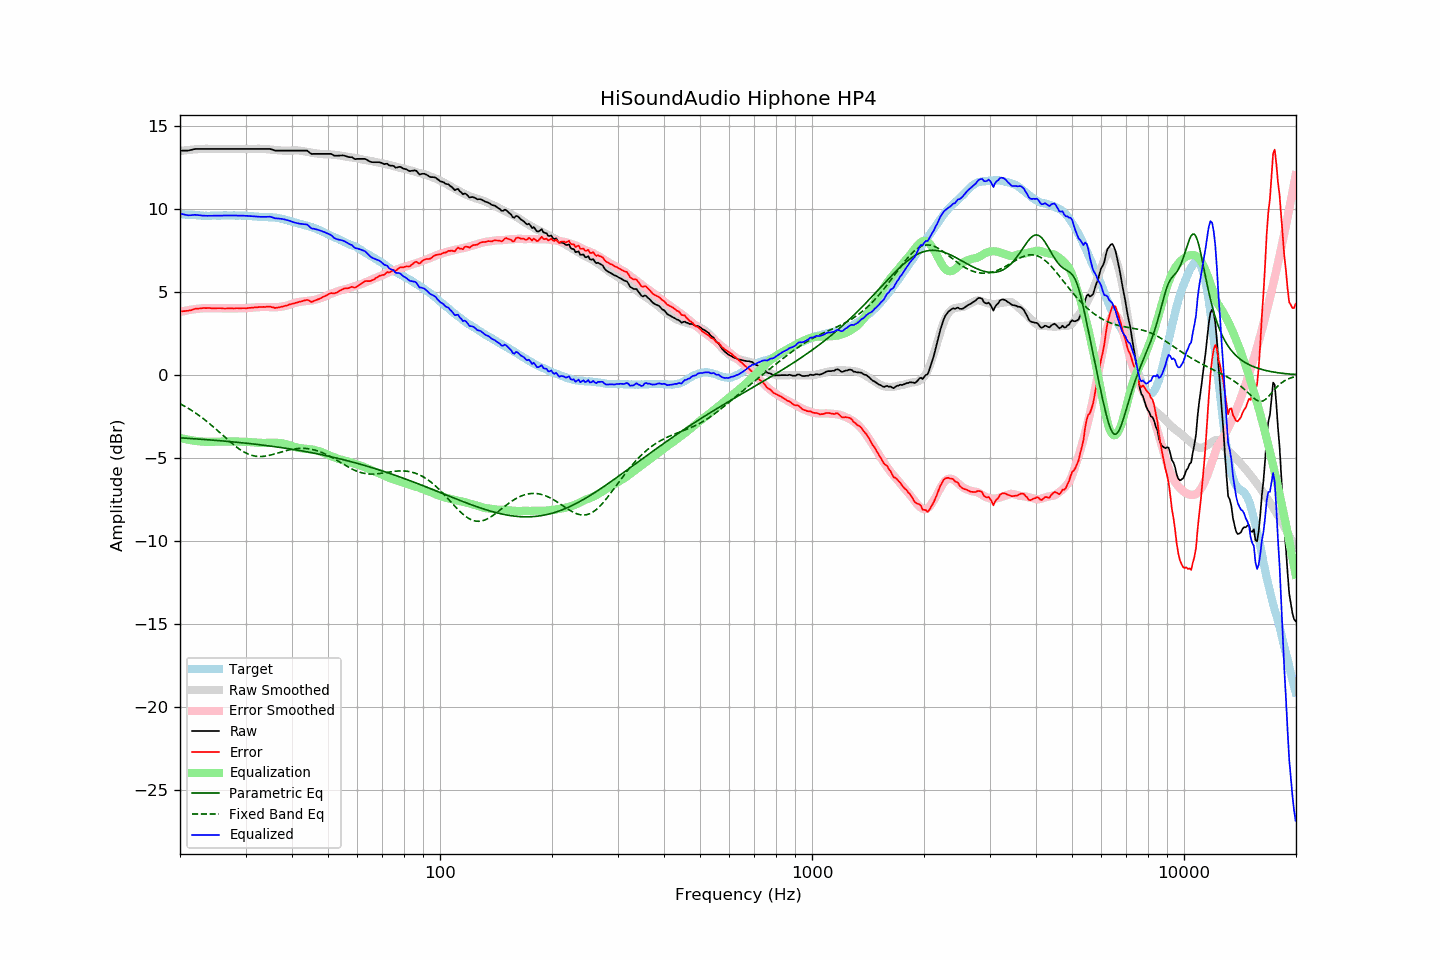 HiSoundAudio Hiphone HP4
15
10
5
0
−5
−10
−15
−20
−25
Amplitude (dBr)
Target
Raw Smoothed
Error Smoothed
Raw
Error
Equalization
Parametric Eq
Fixed Band Eq
Equalized
100
1000
10000
Frequency (Hz)